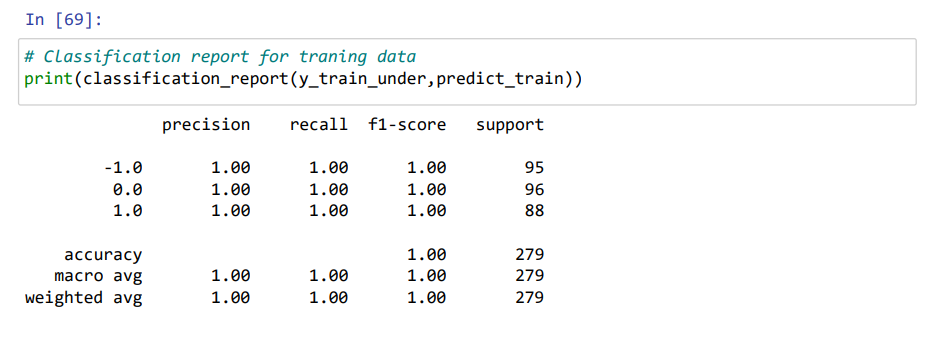 In [69]:
# Classification report for traning data
print(classification_report(y_train_under,predict_train))
precision recall f1-score support
-1.0 1.00 1.00 1.00 95
0.0 1.00 1.00 1.00 96
1.0 1.00 1.00 1.00 88
accuracy 1.00 279
macro avg 1.00 1.00 1.00 279
weighted avg 1.00 1.00 1.00 279